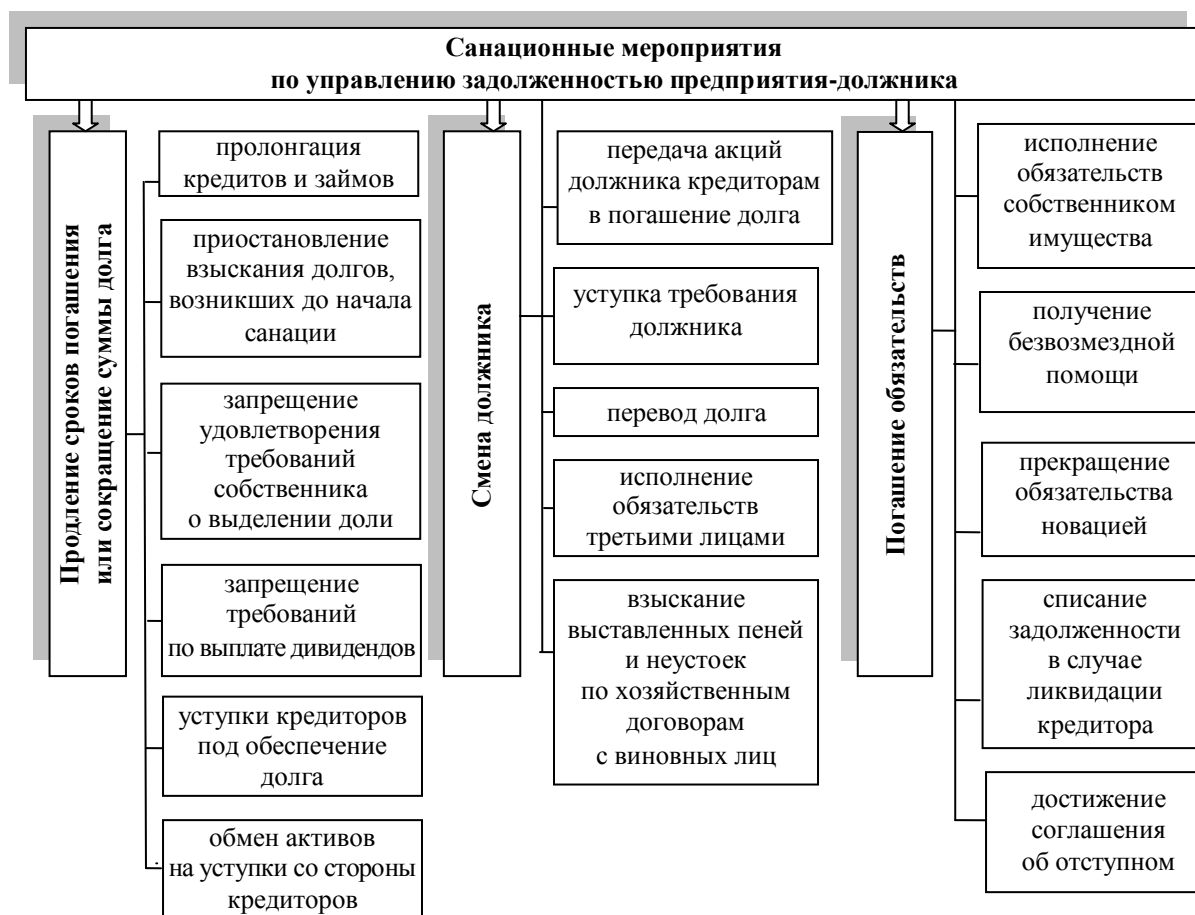 Санационные мероприятия
по управлению задолженностью предприятия-должника
Продление сроков погашения
или сокращение суммы долга
пролонгация
кредитов и займов
приостановление
взыскания долгов,
возникших до начала
санации
запрещение
удовлетворения
требований
собственника
о выделении доли
запрещение
требований
по выплате дивидендов
уступки кредиторов
под обеспечение
долга
обмен активов
на уступки со стороны
кредиторов
Смена должника
передача акций
должника кредиторам
в погашение долга
уступка требования
должника
перевод долга
исполнение
обязательств
третьими лицами
взыскание
выставленных пеней
и неустоек
по хозяйственным
договорам
с виновных лиц
Погашение обязательств
исполнение
обязательств
собственником
имущества
получение
безвозмездной
помощи
прекращение
обязательства
новацией
списание
задолженности
в случае
ликвидации
кредитора
достижение
соглашения
об отступном